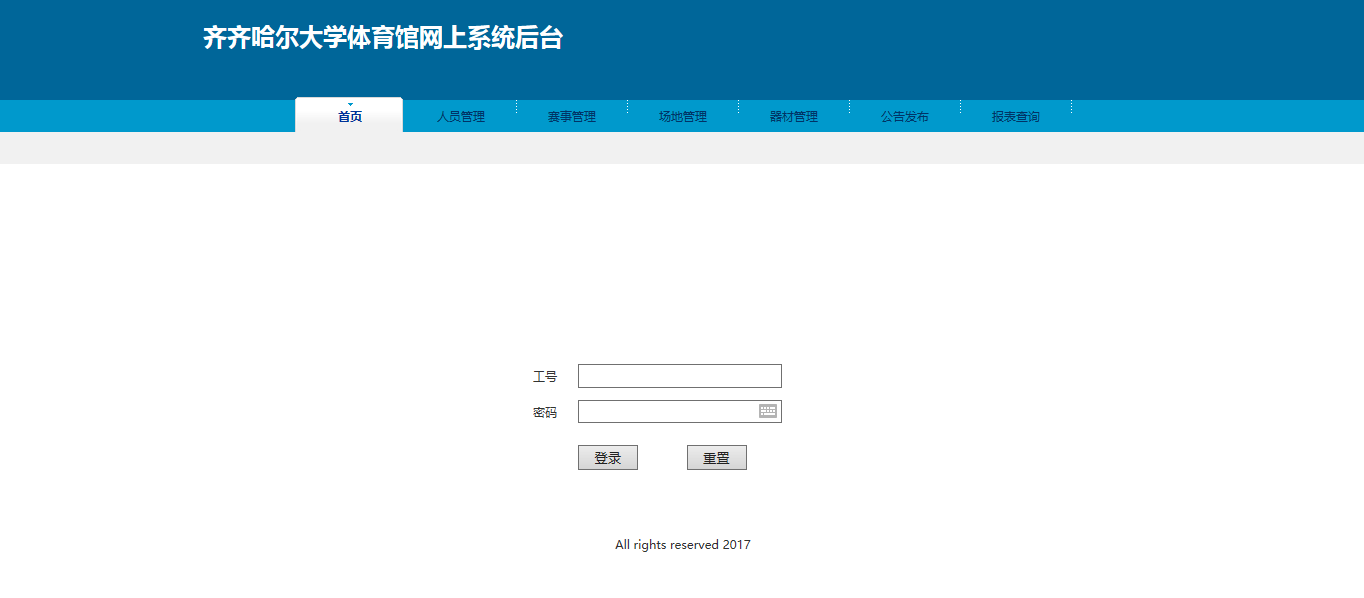 齐齐哈尔大学体育馆网上系统后台
首页 人员管理 赛事管理 场地管理 器材管理 公告发布 报表查询
工号
密码
登录 重置
All rights reserved 2017